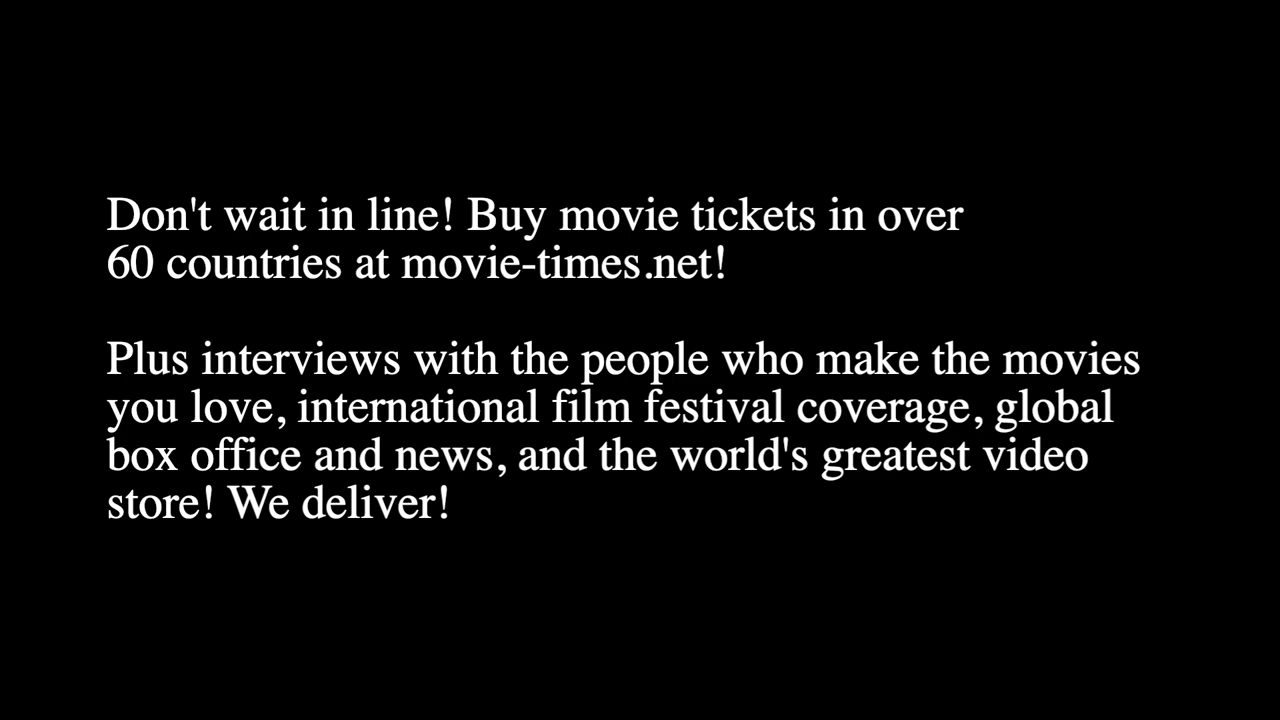 Don't wait in line! Buy movie tickets in over
60 countries at movie-times.net!
Plus interviews with the people who make the movies
you love, international film festival coverage, global
box office and news, and the world's greatest video
store! We deliver!